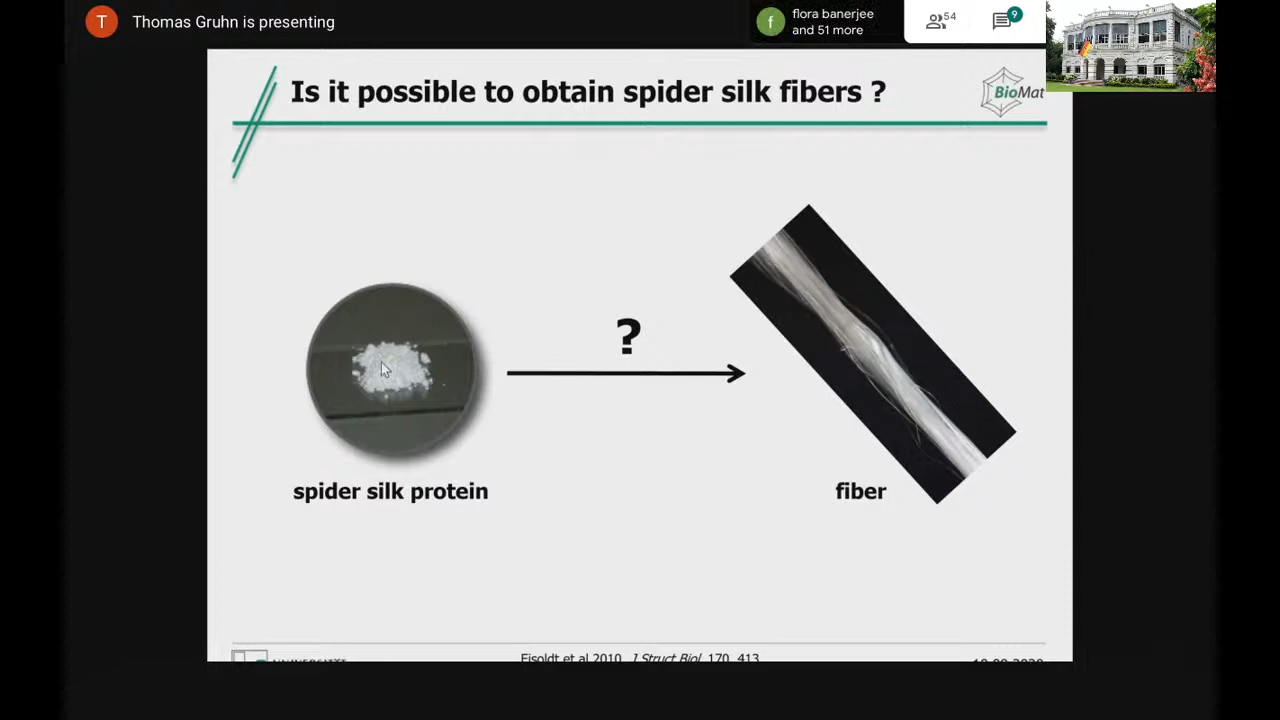 T
Thomas Gruhn is presenting
f
flora banerjee
and 51 more
54
9
Is it possible to obtain spider silk fibers ?
BioMat
?
spider silk protein
fiber
UNIVERSITÄT
Eisoldt et al 2010, J Struct Biol, 170, 413